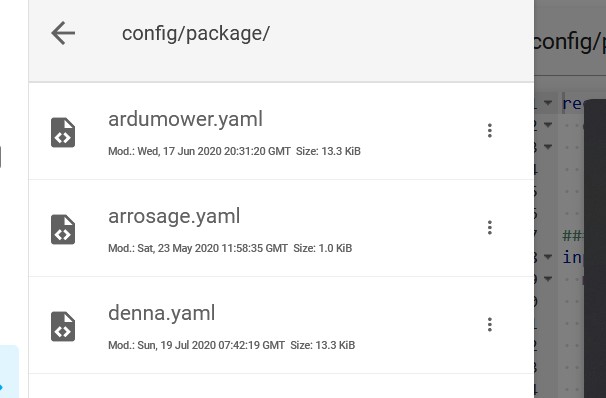 config/package/
config/p
ardumower.yaml
Mod.: Wed, 17 Jun 2020 20:31:20 GMT Size: 13.3 KiB
arrosage.yaml
Mod.: Sat, 23 May 2020 11:58:35 GMT Size: 1.0 KiB
denna.yaml
Mod.: Sun, 19 Jul 2020 07:42:19 GMT Size: 13.3 KiB
re
##
in